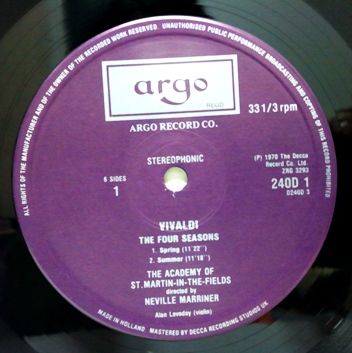 ALL RIGHTS OF THE MANUFACTURER AND OF THE OWNER OF THE RECORDED WORK RESERVED UNAUTHORISED PUBLIC PERFORMANCE BROADCASTING AND COPYING OF THIS RECORD PROHIBITED
argo
REGD
33 1/3 rpm
ARGO RECORD CO.
STEREOPHONIC
(P) 1970 The Decca
Record Co. Ltd.
ZRG 3293
6 SIDES
1
240D 1
D240D 1
VIVALDI
THE FOUR SEASONS
1. Spring (11'22'')
2. Summer (11'18'')
THE ACADEMY OF
ST.MARTIN-IN-THE-FIELDS
directed by
NEVILLE MARRINER
Alan Loveday (violin)
MADE IN HOLLAND MASTERED BY DECCA RECORDING STUDIOS UK